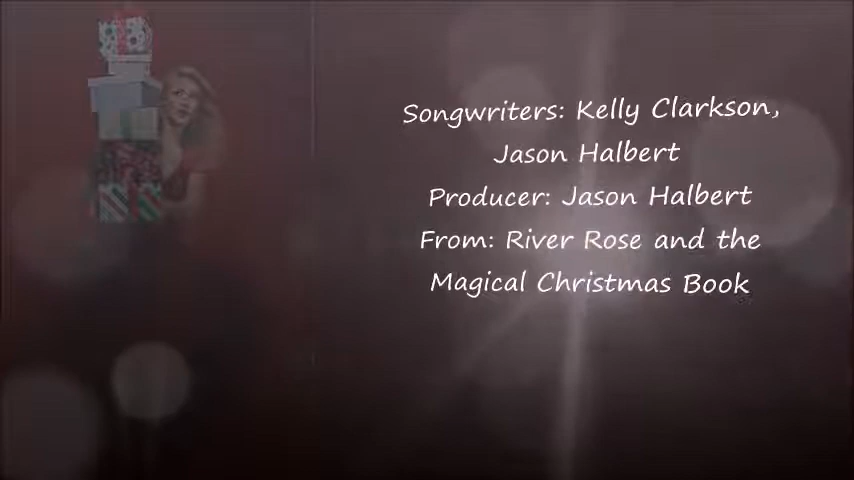 Songwriters: Kelly Clarkson,
Jason Halbert
Producer: Jason Halbert
From: River Rose and the
Magical Christmas Book